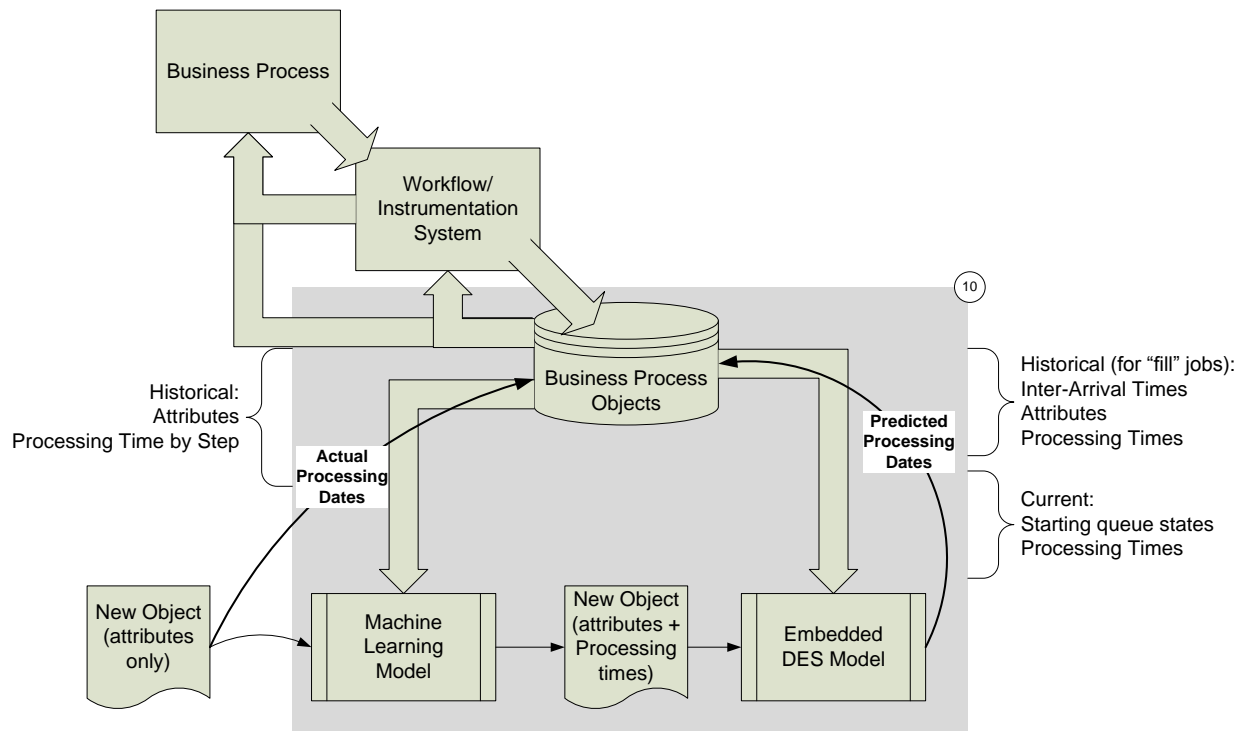 Business Process
Workflow/
Instrumentation
System
10
Business Process
Objects
Historical:
Attributes
Processing Time by Step
Actual
Processing
Dates
Predicted
Processing
Dates
Historical (for “fill” jobs):
Inter-Arrival Times
Attributes
Processing Times
Current:
Starting queue states
Processing Times
New Object
(attributes
only)
Machine
Learning
Model
New Object
(attributes +
Processing
times)
Embedded
DES Model